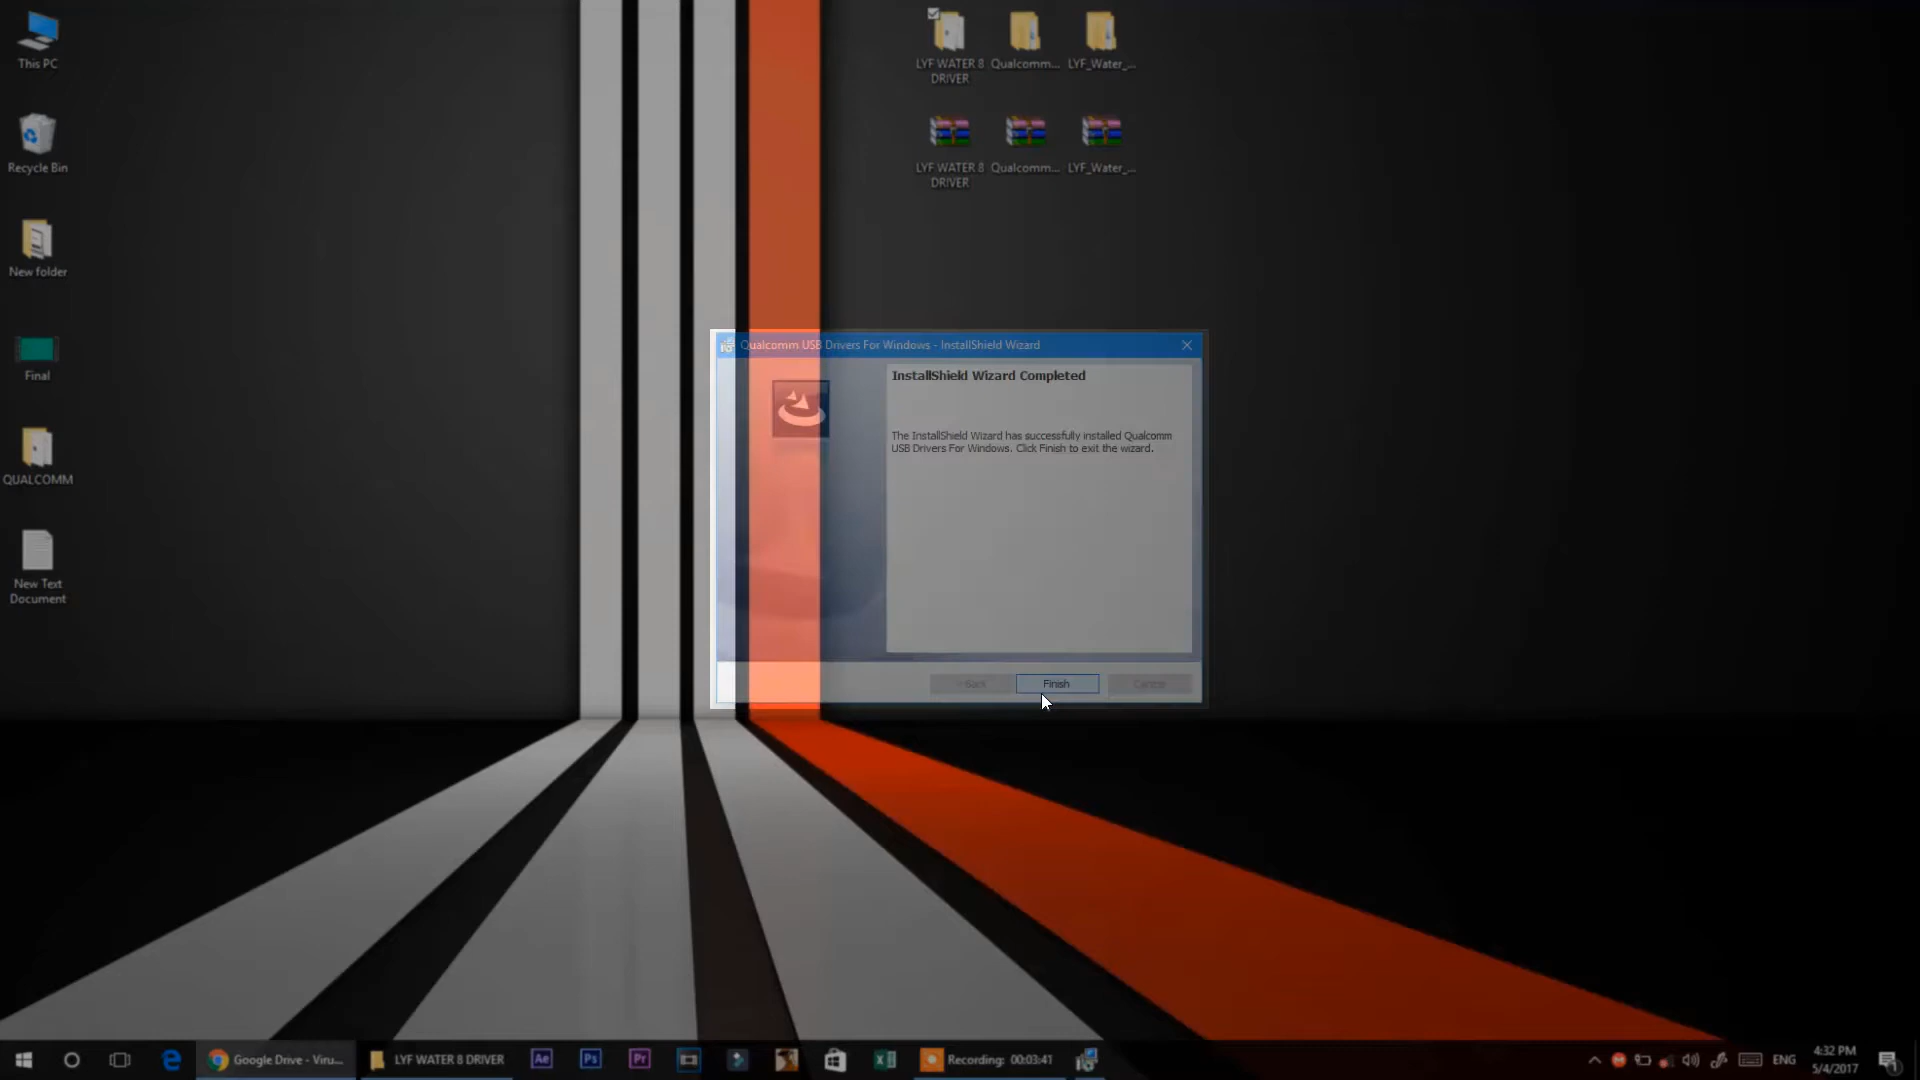 This PC
Recycle Bin
New folder
Final
QUALCOMM
New Text
Document
LYF WATER 8
DRIVER
Qualcomm...
LYF_Water_...
LYF WATER 8
DRIVER
Qualcomm...
LYF_Water_...
Qualcomm USB Drivers For Windows - InstallShield Wizard
InstallShield Wizard Completed
The InstallShield Wizard has successfully installed Qualcomm
USB Drivers For Windows. Click Finish to exit the wizard.
< Back
Finish
Cancel
Google Drive - Viru...
LYF WATER 8 DRIVER
Ae
Ps
Pr
Recording: 00:03:41
ENG
4:32 PM
5/4/2017